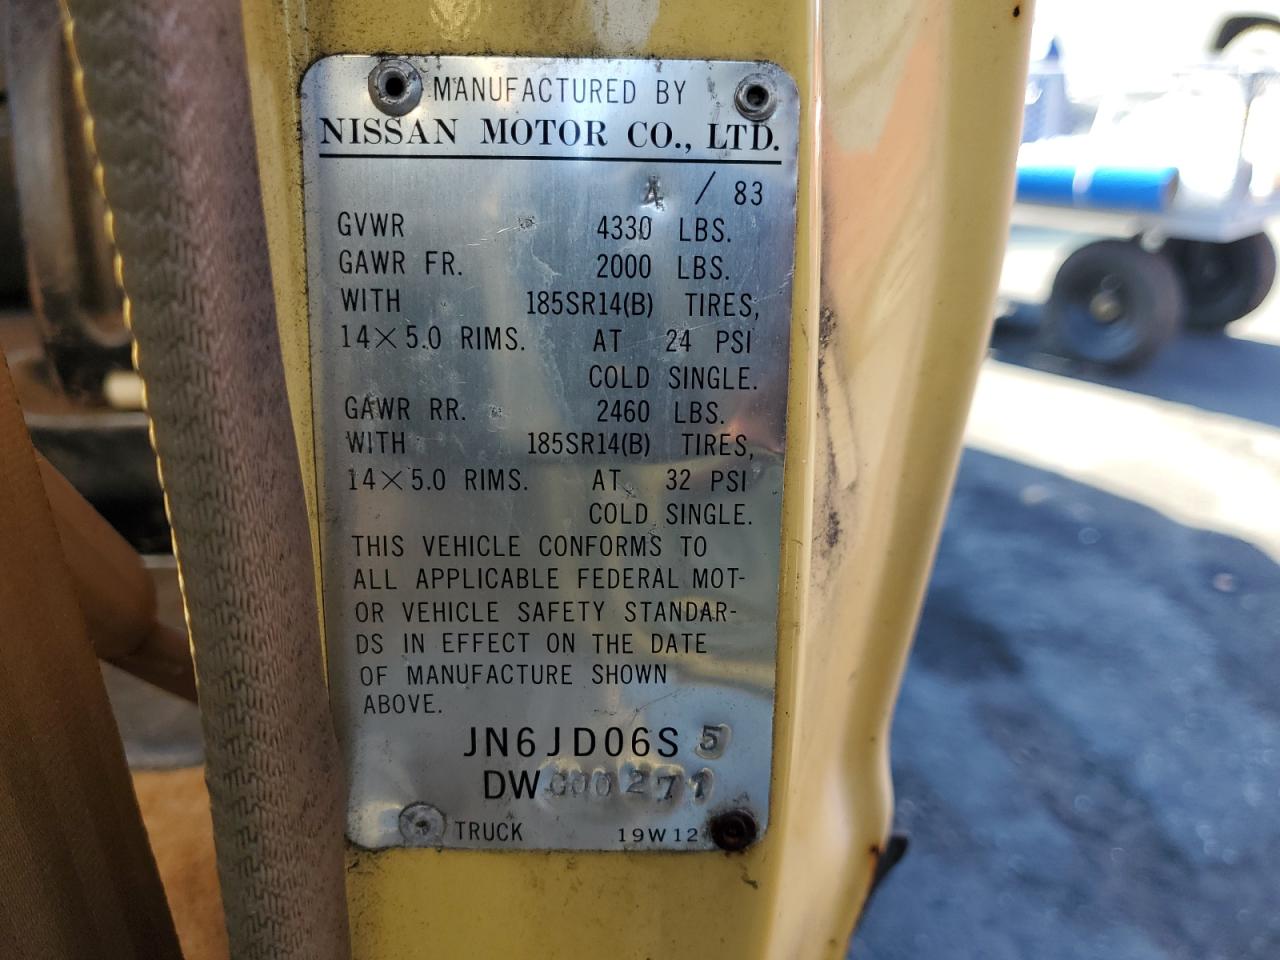 MANUFACTURED BY
NISSAN MOTOR CO., LTD.
4 / 83
GVWR 4330 LBS.
GAWR FR. 2000 LBS.
WITH 185SR14(B) TIRES,
14×5.0 RIMS. AT 24 PSI
COLD SINGLE.
GAWR RR. 2460 LBS.
WITH 185SR14(B) TIRES,
14×5.0 RIMS. AT 32 PSI
COLD SINGLE.
THIS VEHICLE CONFORMS TO
ALL APPLICABLE FEDERAL MOT-
OR VEHICLE SAFETY STANDAR-
DS IN EFFECT ON THE DATE
OF MANUFACTURE SHOWN
ABOVE.
JN6JD06S5
DW000271
TRUCK 19W12